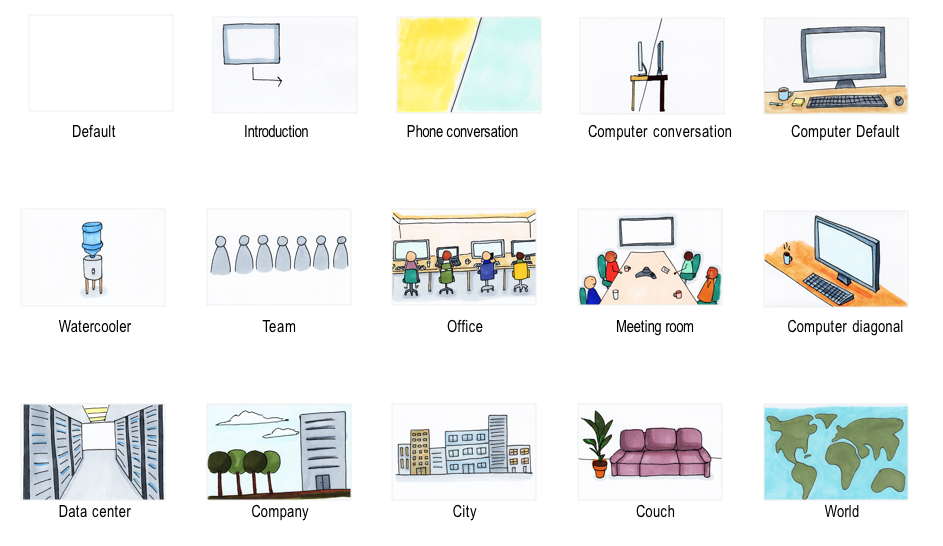 Default
Introduction
Phone conversation
Computer conversation
Computer Default
Watercooler
Team
Office
Meeting room
Computer diagonal
Data center
Company
City
Couch
World